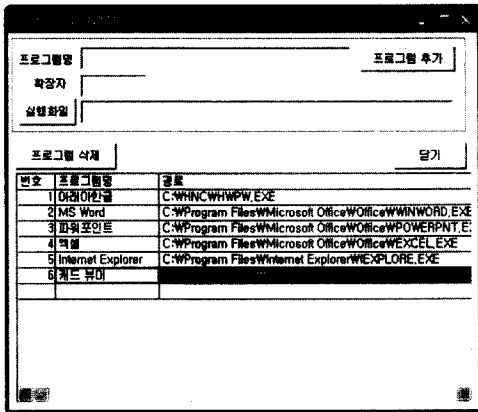 프로그램명 프로그램 추가
확장자
실행화일
프로그램 삭제 닫기
번호 프로그램명 경로
1 아래아한글 C:₩HNC₩HWPW.EXE
2 MS Word C:₩Program Files₩Microsoft Office₩Office₩WINWORD.EXE
3 파워포인트 C:₩Program Files₩Microsoft Office₩Office₩POWERPNT.E
4 엑셀 C:₩Program Files₩Microsoft Office₩Office₩EXCEL.EXE
5 Internet Explorer C:₩Program Files₩Internet Explorer₩IEXPLORE.EXE
6 캐드 뷰어